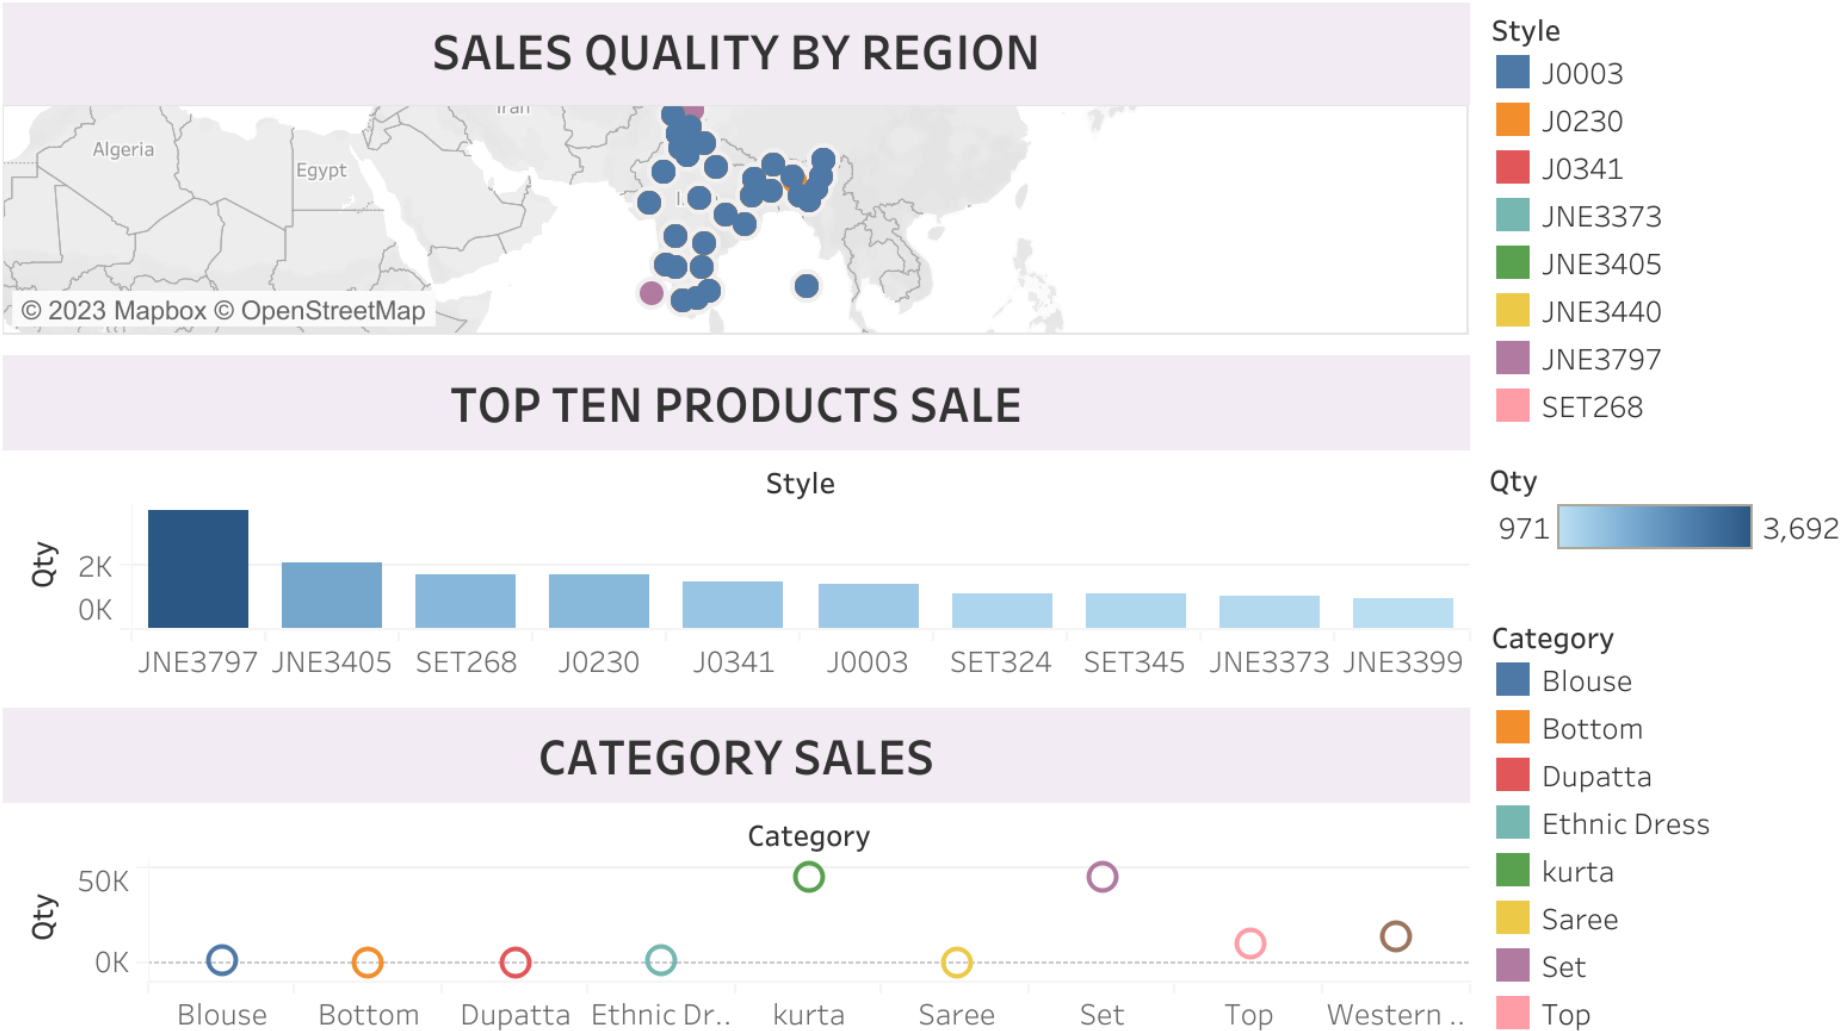 SALES QUALITY BY REGION
Iran
Algeria
Egypt
I..
© 2023 Mapbox © OpenStreetMap
TOP TEN PRODUCTS SALE
Style
Qty
2K
0K
JNE3797 JNE3405 SET268 J0230 J0341 J0003 SET324 SET345 JNE3373 JNE3399
CATEGORY SALES
Category
Qty
50K
0K
Blouse Bottom Dupatta Ethnic Dr.. kurta Saree Set Top Western ..
Style
J0003
J0230
J0341
JNE3373
JNE3405
JNE3440
JNE3797
SET268
Qty
971 3,692
Category
Blouse
Bottom
Dupatta
Ethnic Dress
kurta
Saree
Set
Top